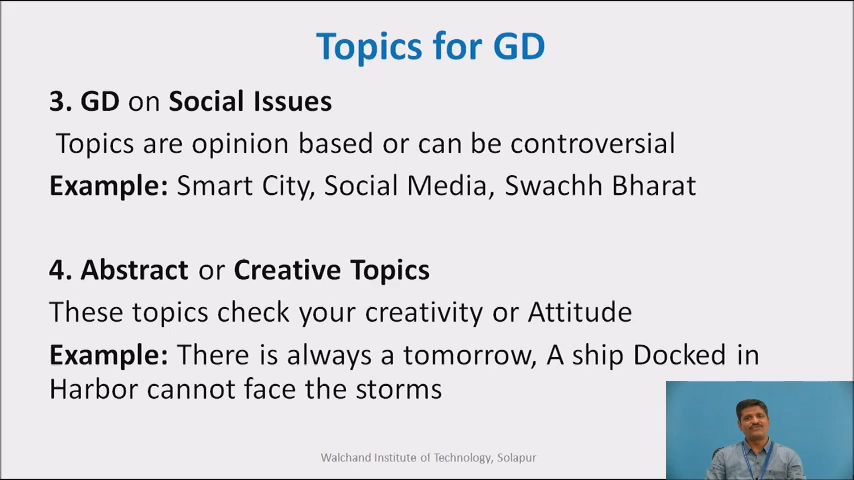 Topics for GD
3. GD on Social Issues
Topics are opinion based or can be controversial
Example: Smart City, Social Media, Swachh Bharat
4. Abstract or Creative Topics
These topics check your creativity or Attitude
Example: There is always a tomorrow, A ship Docked in
Harbor cannot face the storms
Walchand Institute of Technology, Solapur